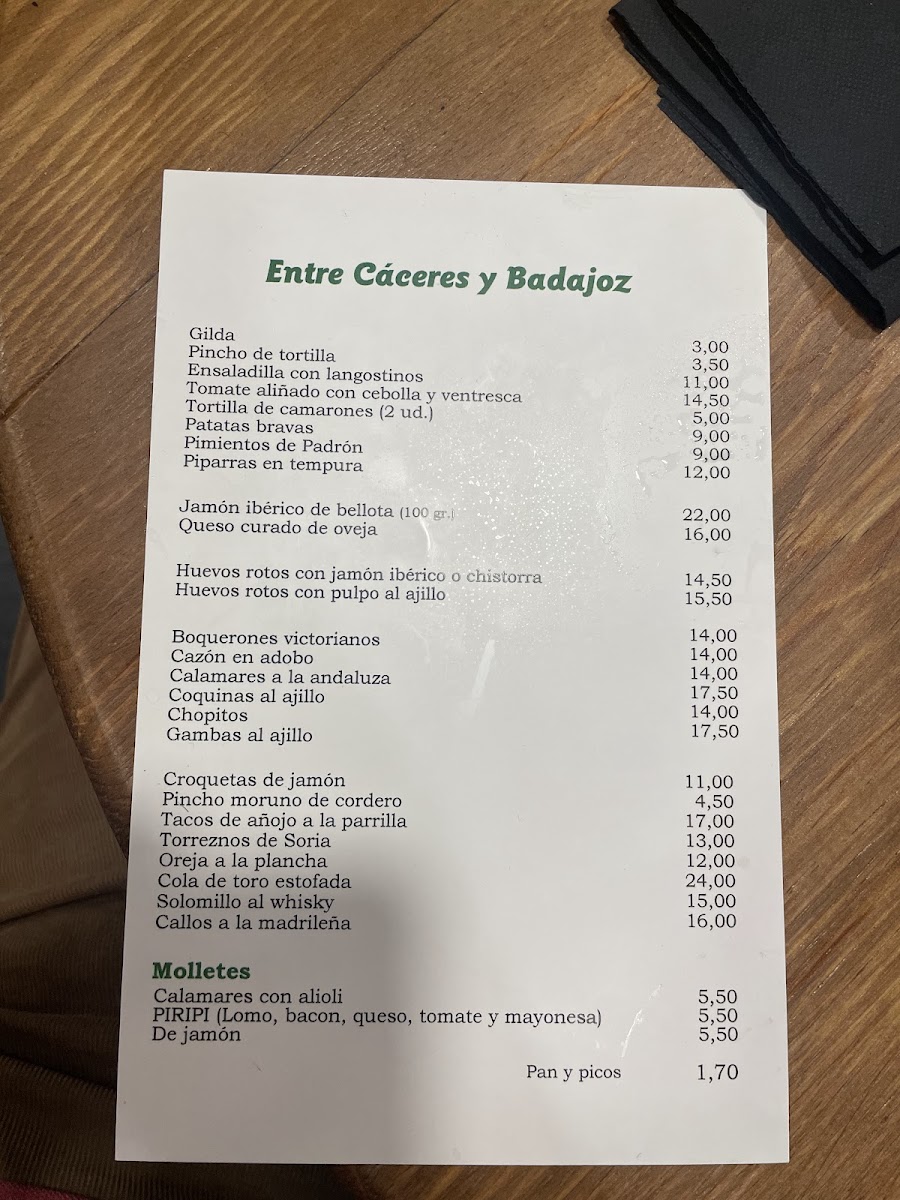 Entre Cáceres y Badajoz
Gilda 3,00
Pincho de tortilla 3,50
Ensaladilla con langostinos 11,00
Tomate aliñado con cebolla y ventresca 14,50
Tortilla de camarones (2 ud.) 5,00
Patatas bravas 9,00
Pimientos de Padrón 9,00
Piparras en tempura 12,00
Jamón ibérico de bellota (100 gr.) 22,00
Queso curado de oveja 16,00
Huevos rotos con jamón ibérico o chistorra 14,50
Huevos rotos con pulpo al ajillo 15,50
Boquerones victorianos 14,00
Cazón en adobo 14,00
Calamares a la andaluza 14,00
Coquinas al ajillo 17,50
Chopitos 14,00
Gambas al ajillo 17,50
Croquetas de jamón 11,00
Pincho moruno de cordero 4,50
Tacos de añojo a la parrilla 17,00
Torreznos de Soria 13,00
Oreja a la plancha 12,00
Cola de toro estofada 24,00
Solomillo al whisky 15,00
Callos a la madrileña 16,00
Molletes
Calamares con alioli 5,50
PIRIPI (Lomo, bacon, queso, tomate y mayonesa) 5,50
De jamón 5,50
Pan y picos 1,70